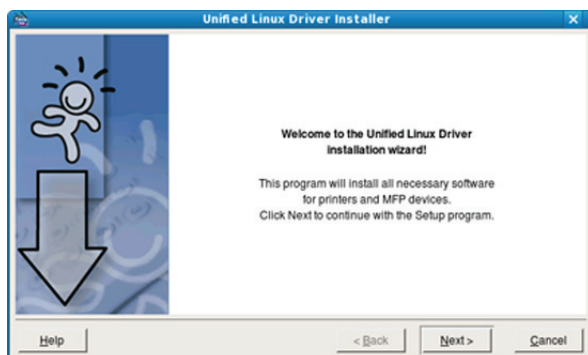 Unified Linux Driver Installer
Welcome to the Unified Linux Driver
installation wizard!
This program will install all necessary software
for printers and MFP devices.
Click Next to continue with the Setup program.
Help
< Back
Next >
Cancel